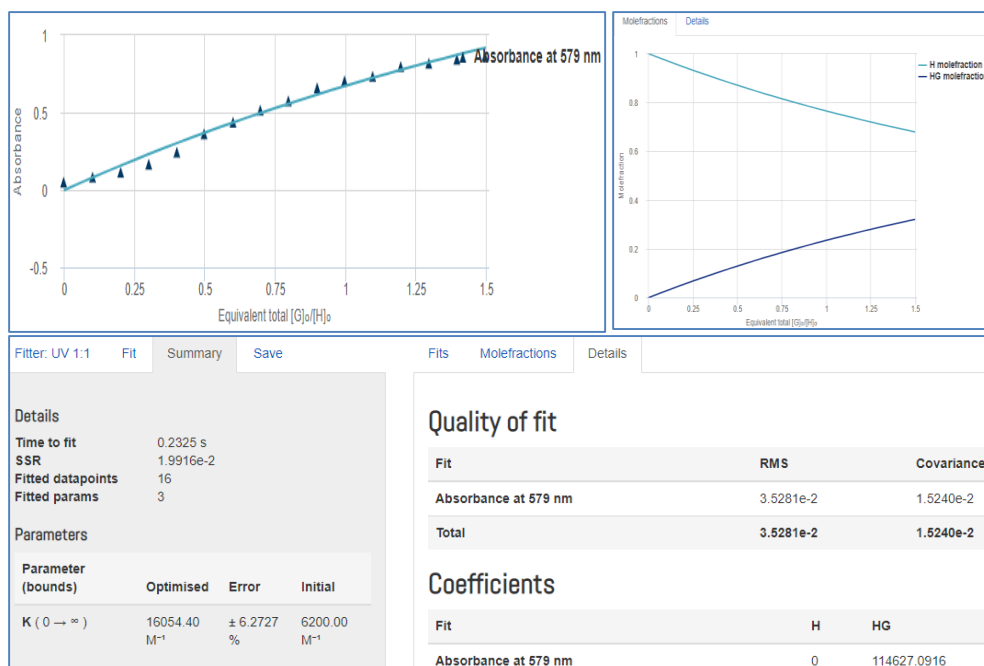 1
0.5
0
-0.5
Absorbance
0
0.25
0.5
0.75
1
1.25
1.5
Equivalent total [G]₀/[H]₀
Absorbance at 579 nm
Molefractions Details
1
0.8
0.6
0.4
0.2
0
Molefraction
0
0.25
0.5
0.75
1
1.25
1.5
Equivalent total [G]₀/[H]₀
H molefraction
HG molefraction
Fitter: UV 1:1 Fit Summary Save
Details
Time to fit 0.2325 s
SSR 1.9916e-2
Fitted datapoints 16
Fitted params 3
Parameters
Parameter
(bounds) Optimised Error Initial
K ( 0 → ∞ ) 16054.40 ± 6.2727 6200.00
M⁻¹ % M⁻¹
Fits Molefractions Details
Quality of fit
Fit RMS Covariance
Absorbance at 579 nm 3.5281e-2 1.5240e-2
Total 3.5281e-2 1.5240e-2
Coefficients
Fit H HG
Absorbance at 579 nm 0 114627.0916